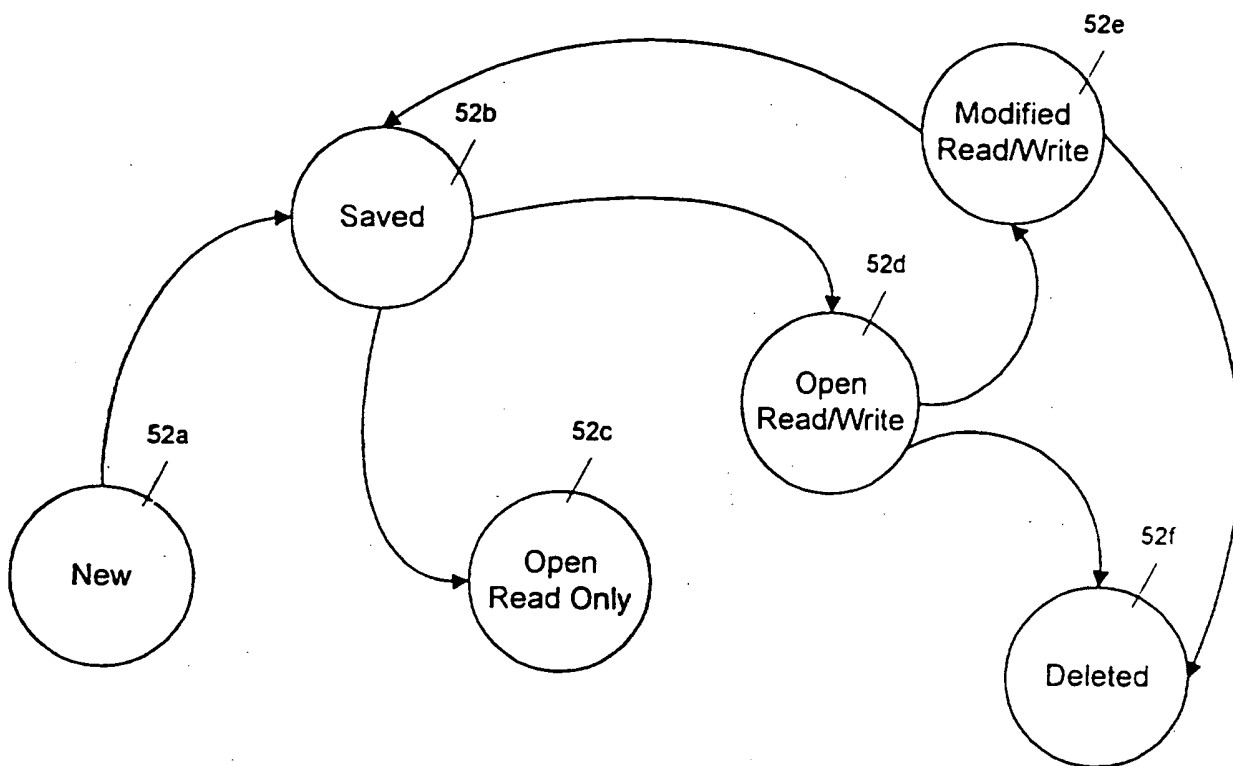 52e
Modified
Read/Write
52b
Saved
52d
Open
Read/Write
52a
New
52c
Open
Read Only
52f
Deleted